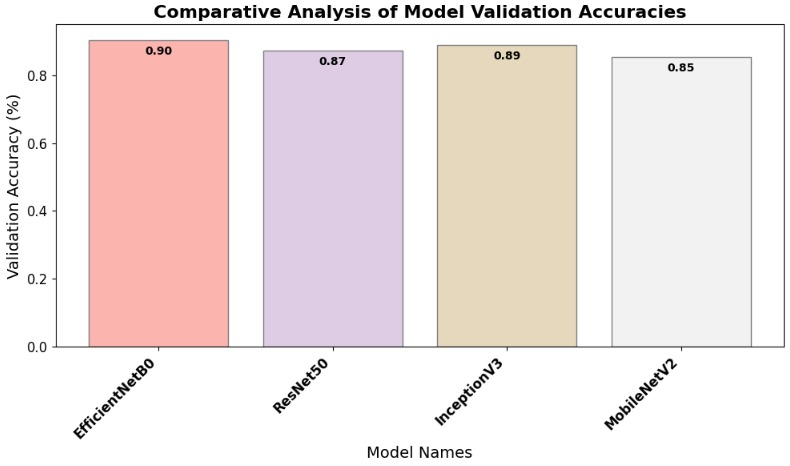 Comparative Analysis of Model Validation Accuracies
Validation Accuracy (%)
0.8
0.6
0.4
0.2
0.0
0.90
0.87
0.89
0.85
EfficientNetB0
ResNet50
InceptionV3
MobileNetV2
Model Names